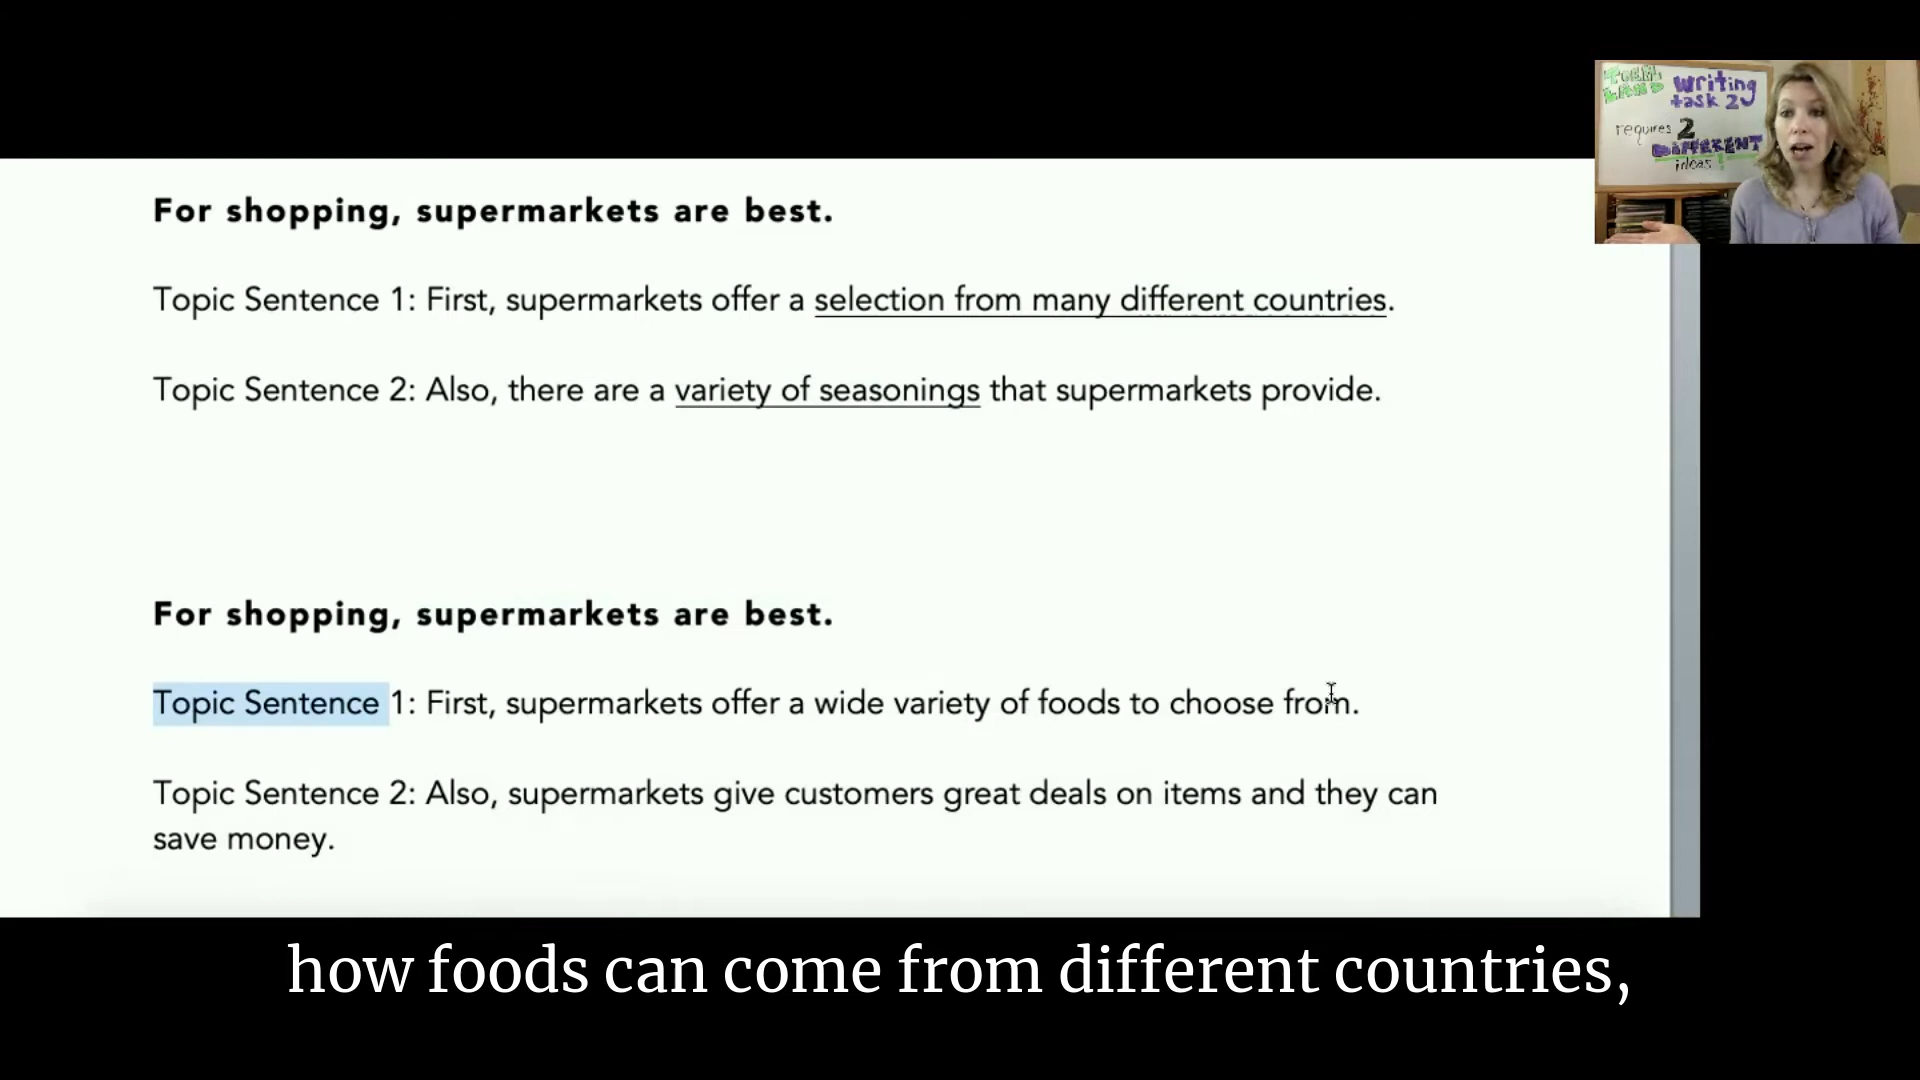 TOEFL
LAND
writing
task 2
requires 2
DIFFERENT
ideas!
For shopping, supermarkets are best.
Topic Sentence 1: First, supermarkets offer a selection from many different countries.
Topic Sentence 2: Also, there are a variety of seasonings that supermarkets provide.
For shopping, supermarkets are best.
Topic Sentence 1: First, supermarkets offer a wide variety of foods to choose from.
Topic Sentence 2: Also, supermarkets give customers great deals on items and they can
save money.
how foods can come from different countries,